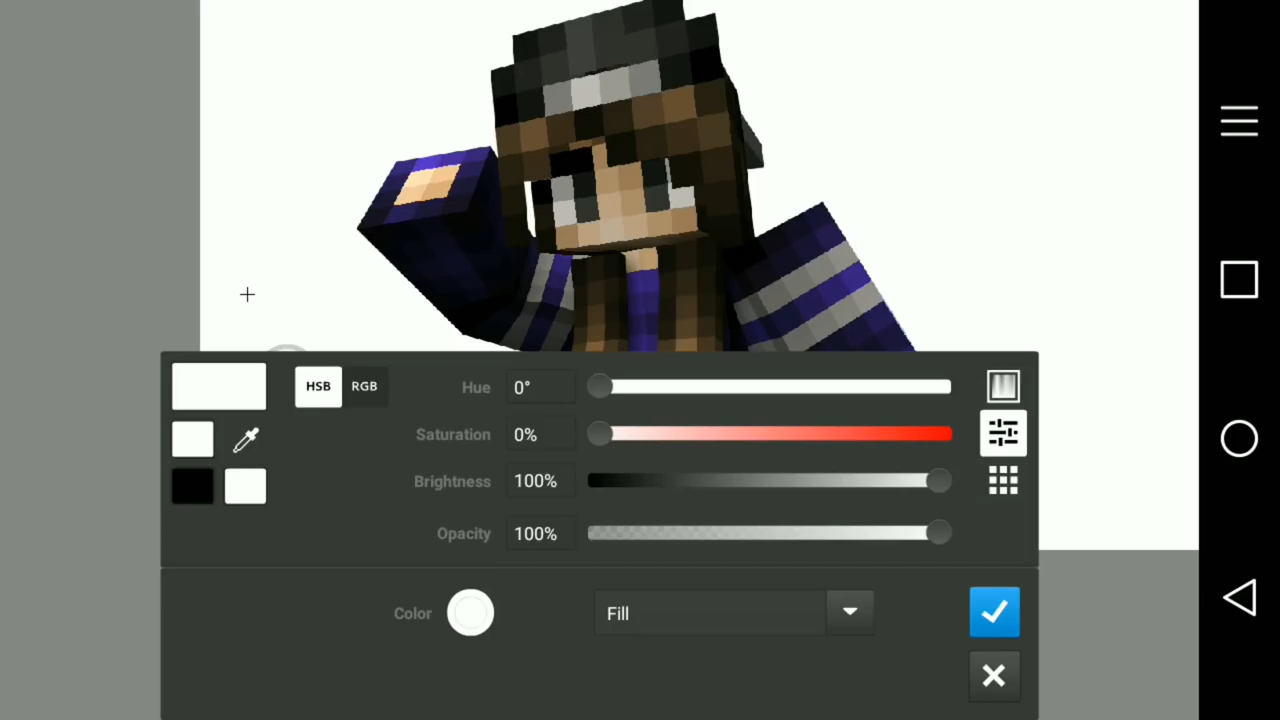 HSB RGB Hue 0°
Saturation 0%
Brightness 100%
Opacity 100%
Color Fill